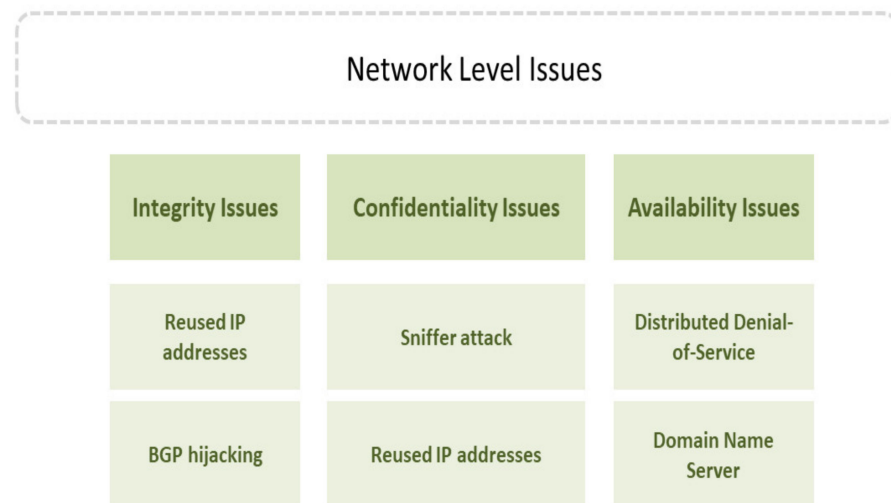 Network Level Issues
Integrity Issues
Confidentiality Issues
Availability Issues
Reused IP
addresses
Sniffer attack
Distributed Denial-
of-Service
BGP hijacking
Reused IP addresses
Domain Name
Server